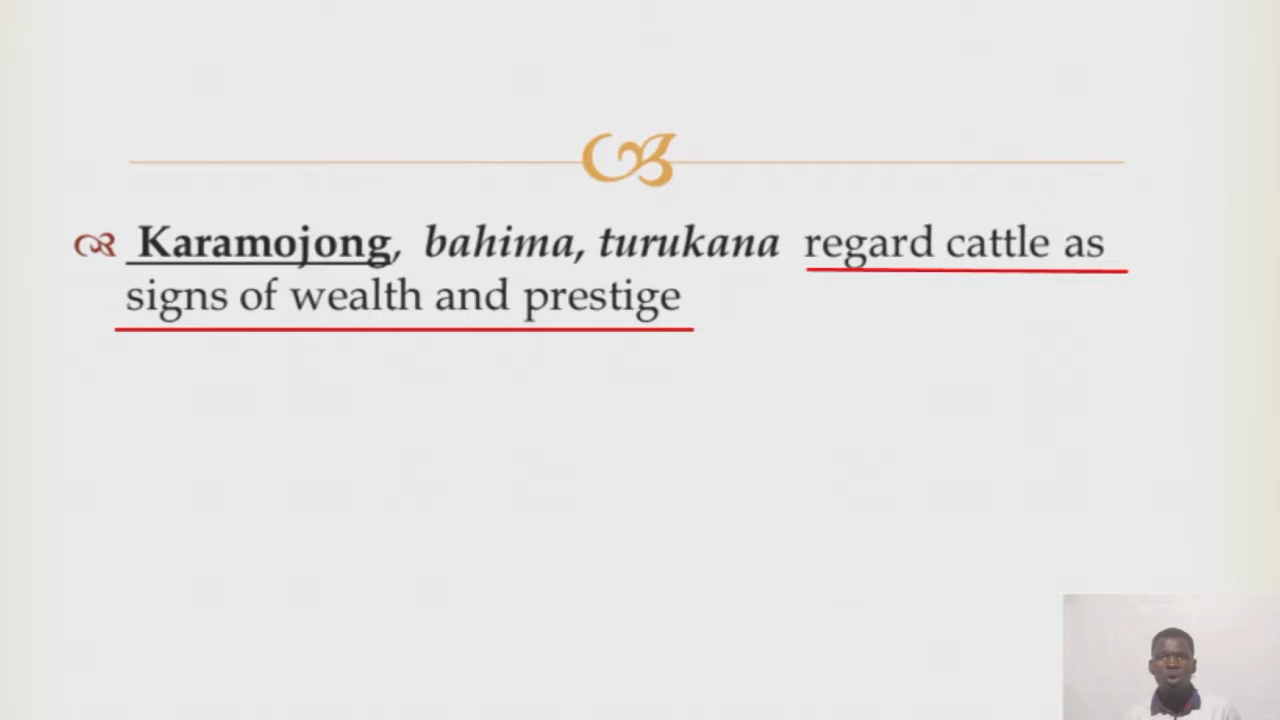 Karamojong, bahima, turukana regard cattle as
signs of wealth and prestige